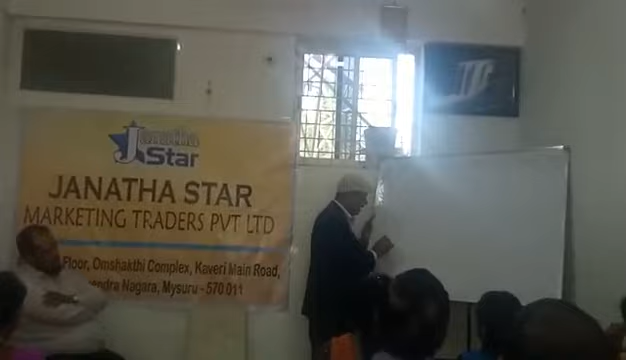 Janatha
Star
JANATHA STAR
MARKETING TRADERS PVT LTD
Floor, Omshakthi Complex, Kaveri Main Road,
Nagara, Mysuru - 570 011